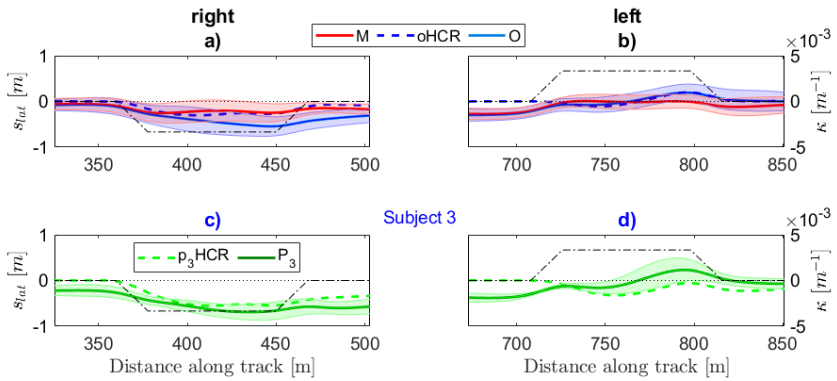 right
left
a)
M oHCR O
b)
×10⁻³
1
0
-1
s_lat [m]
350 400 450 500
700 750 800 850
5
0
-5
κ [m⁻¹]
c)
Subject 3
d)
×10⁻³
p₃HCR P₃
1
0
-1
s_lat [m]
350 400 450 500
700 750 800 850
5
0
-5
κ [m⁻¹]
Distance along track [m]
Distance along track [m]